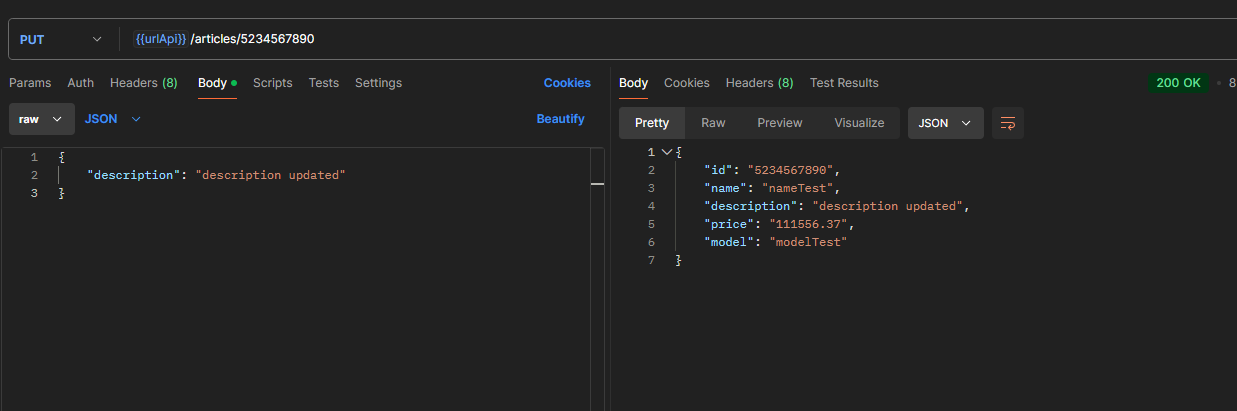 PUT {{urlApi}} /articles/5234567890
Params Auth Headers (8) Body Scripts Tests Settings Cookies
raw JSON Beautify
1 {
2 "description": "description updated"
3 }
Body Cookies Headers (8) Test Results 200 OK • 8
Pretty Raw Preview Visualize JSON
1 {
2 "id": "5234567890",
3 "name": "nameTest",
4 "description": "description updated",
5 "price": "111556.37",
6 "model": "modelTest"
7 }